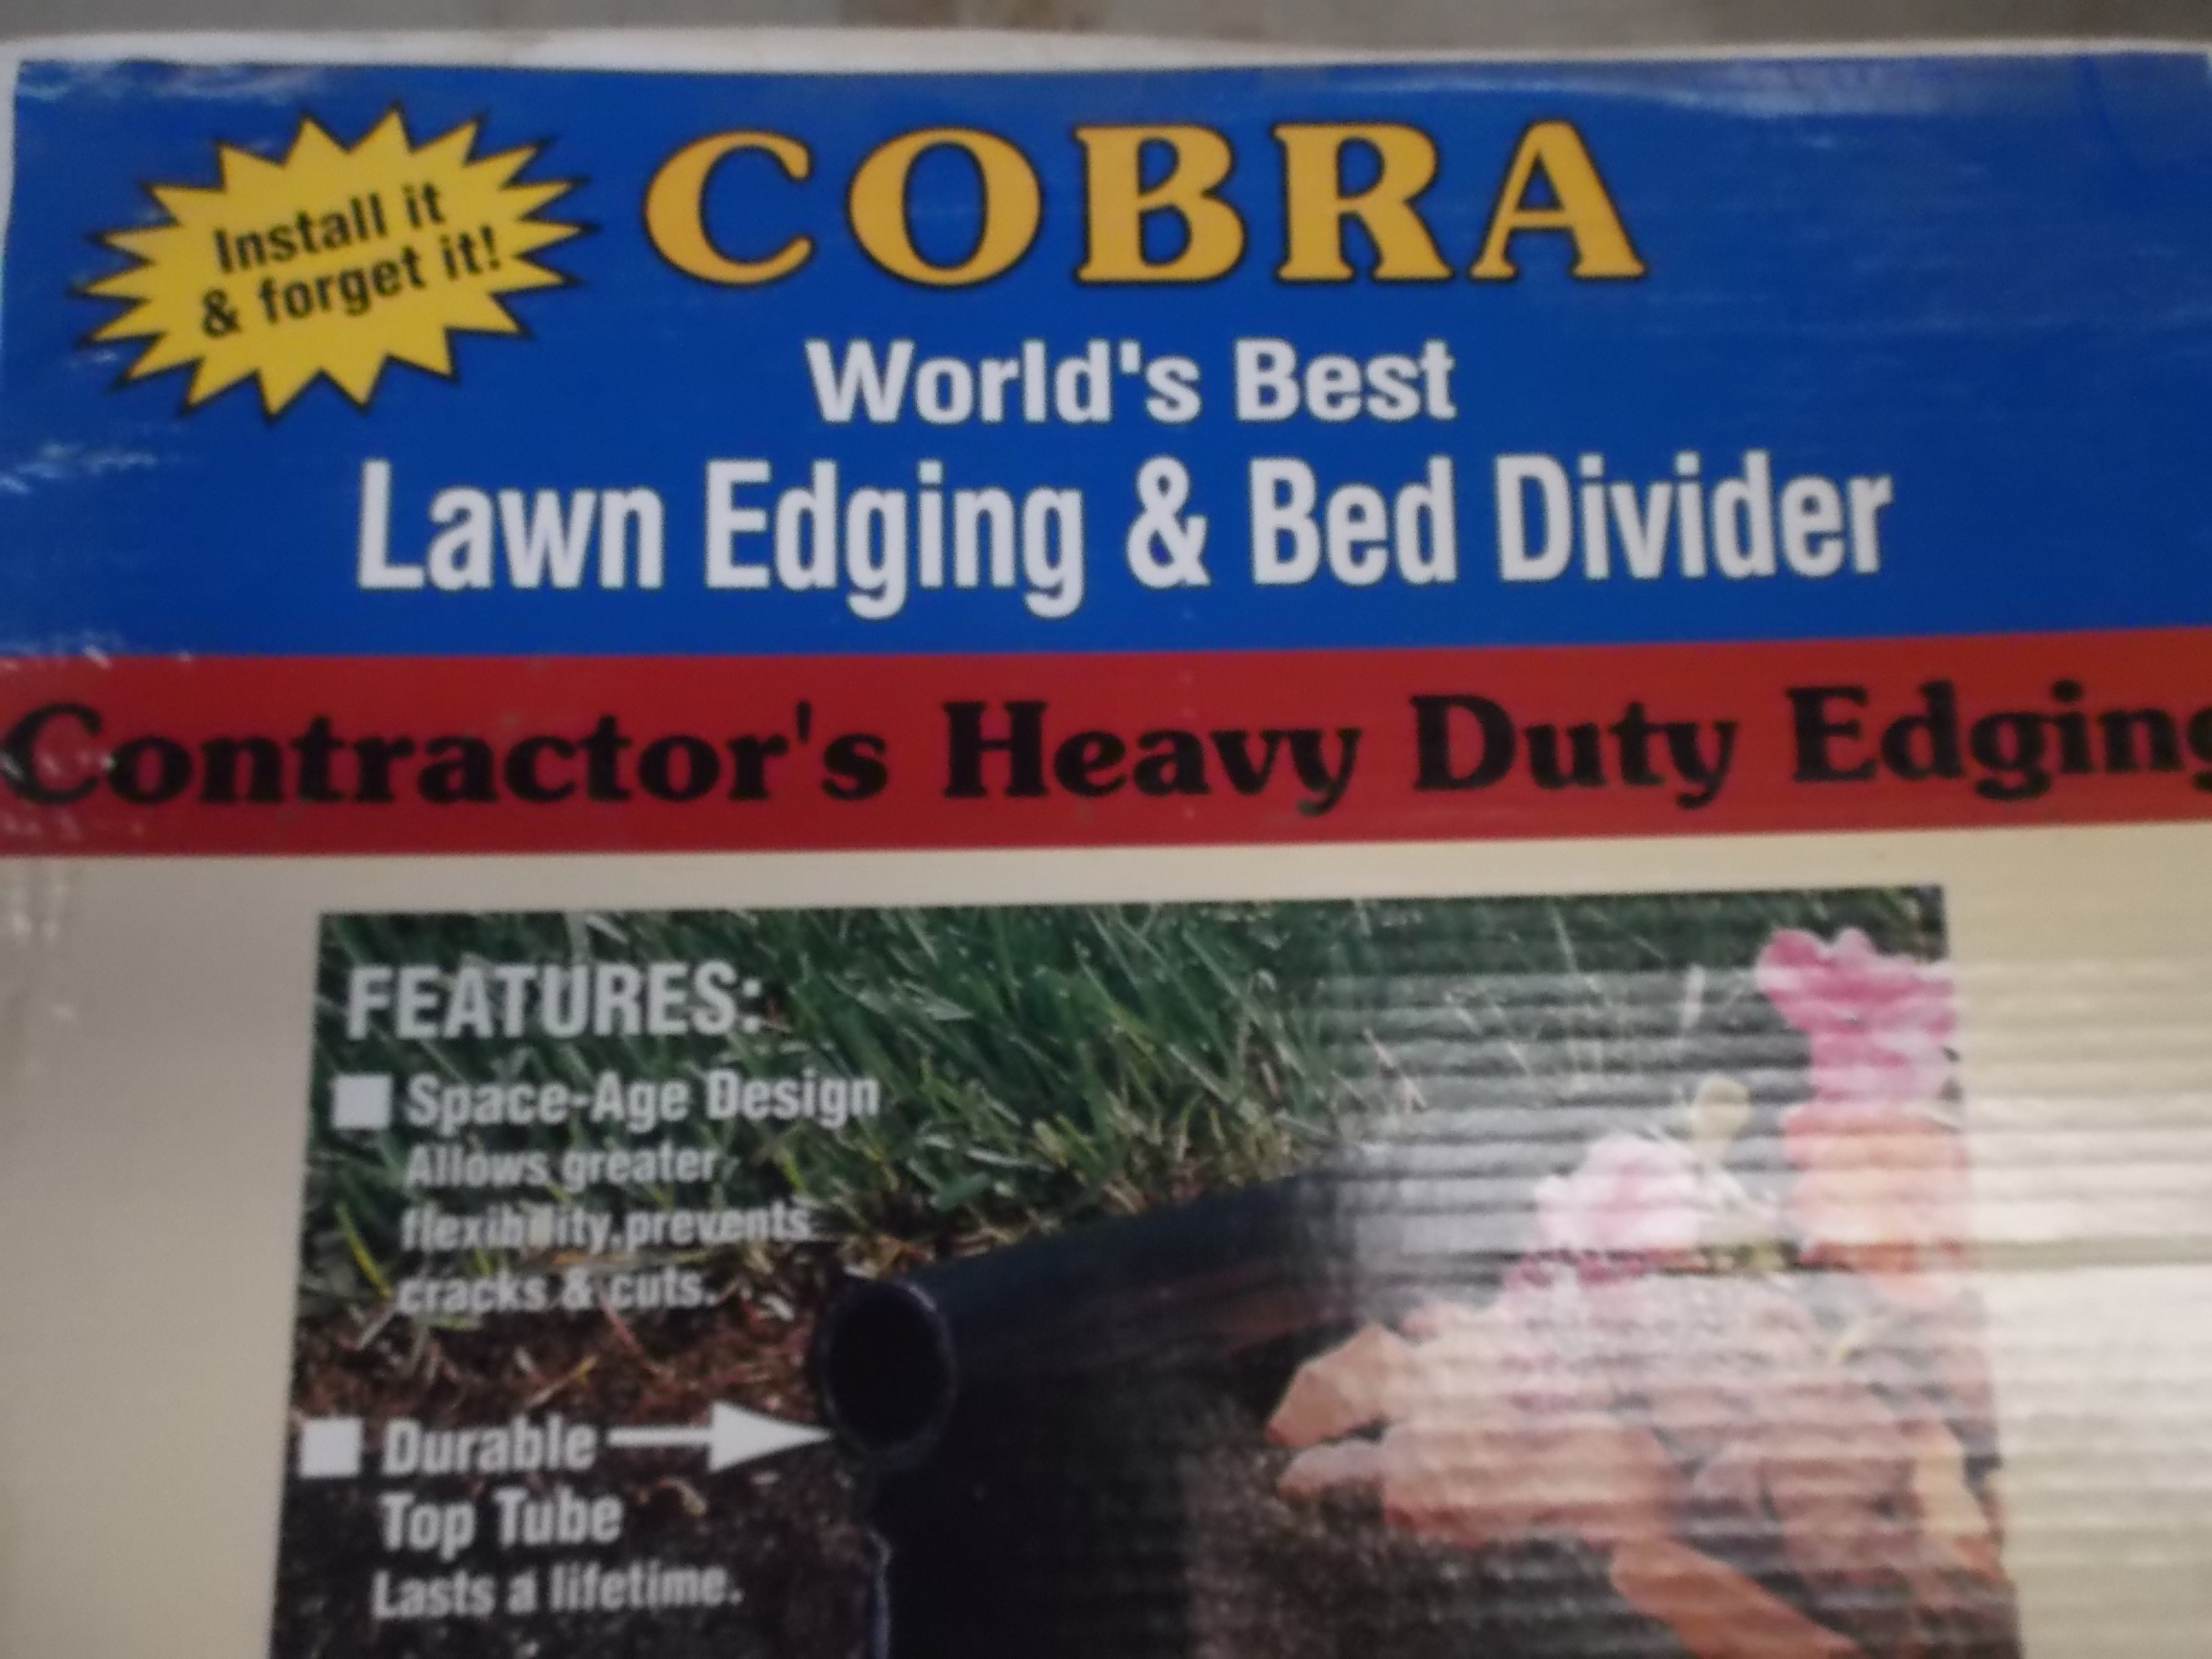 Install it
& forget it!
COBRA
World's Best
Lawn Edging & Bed Divider
Contractor's Heavy Duty Edging
FEATURES:
Space-Age Design
Allows greater
flexibility,prevents
cracks & cuts.
Durable
Top Tube
Lasts a lifetime.